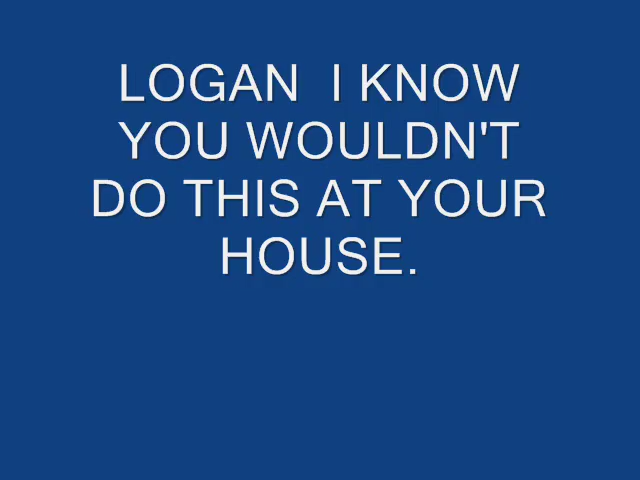 LOGAN  I KNOW
YOU WOULDN'T
DO THIS AT YOUR
HOUSE.